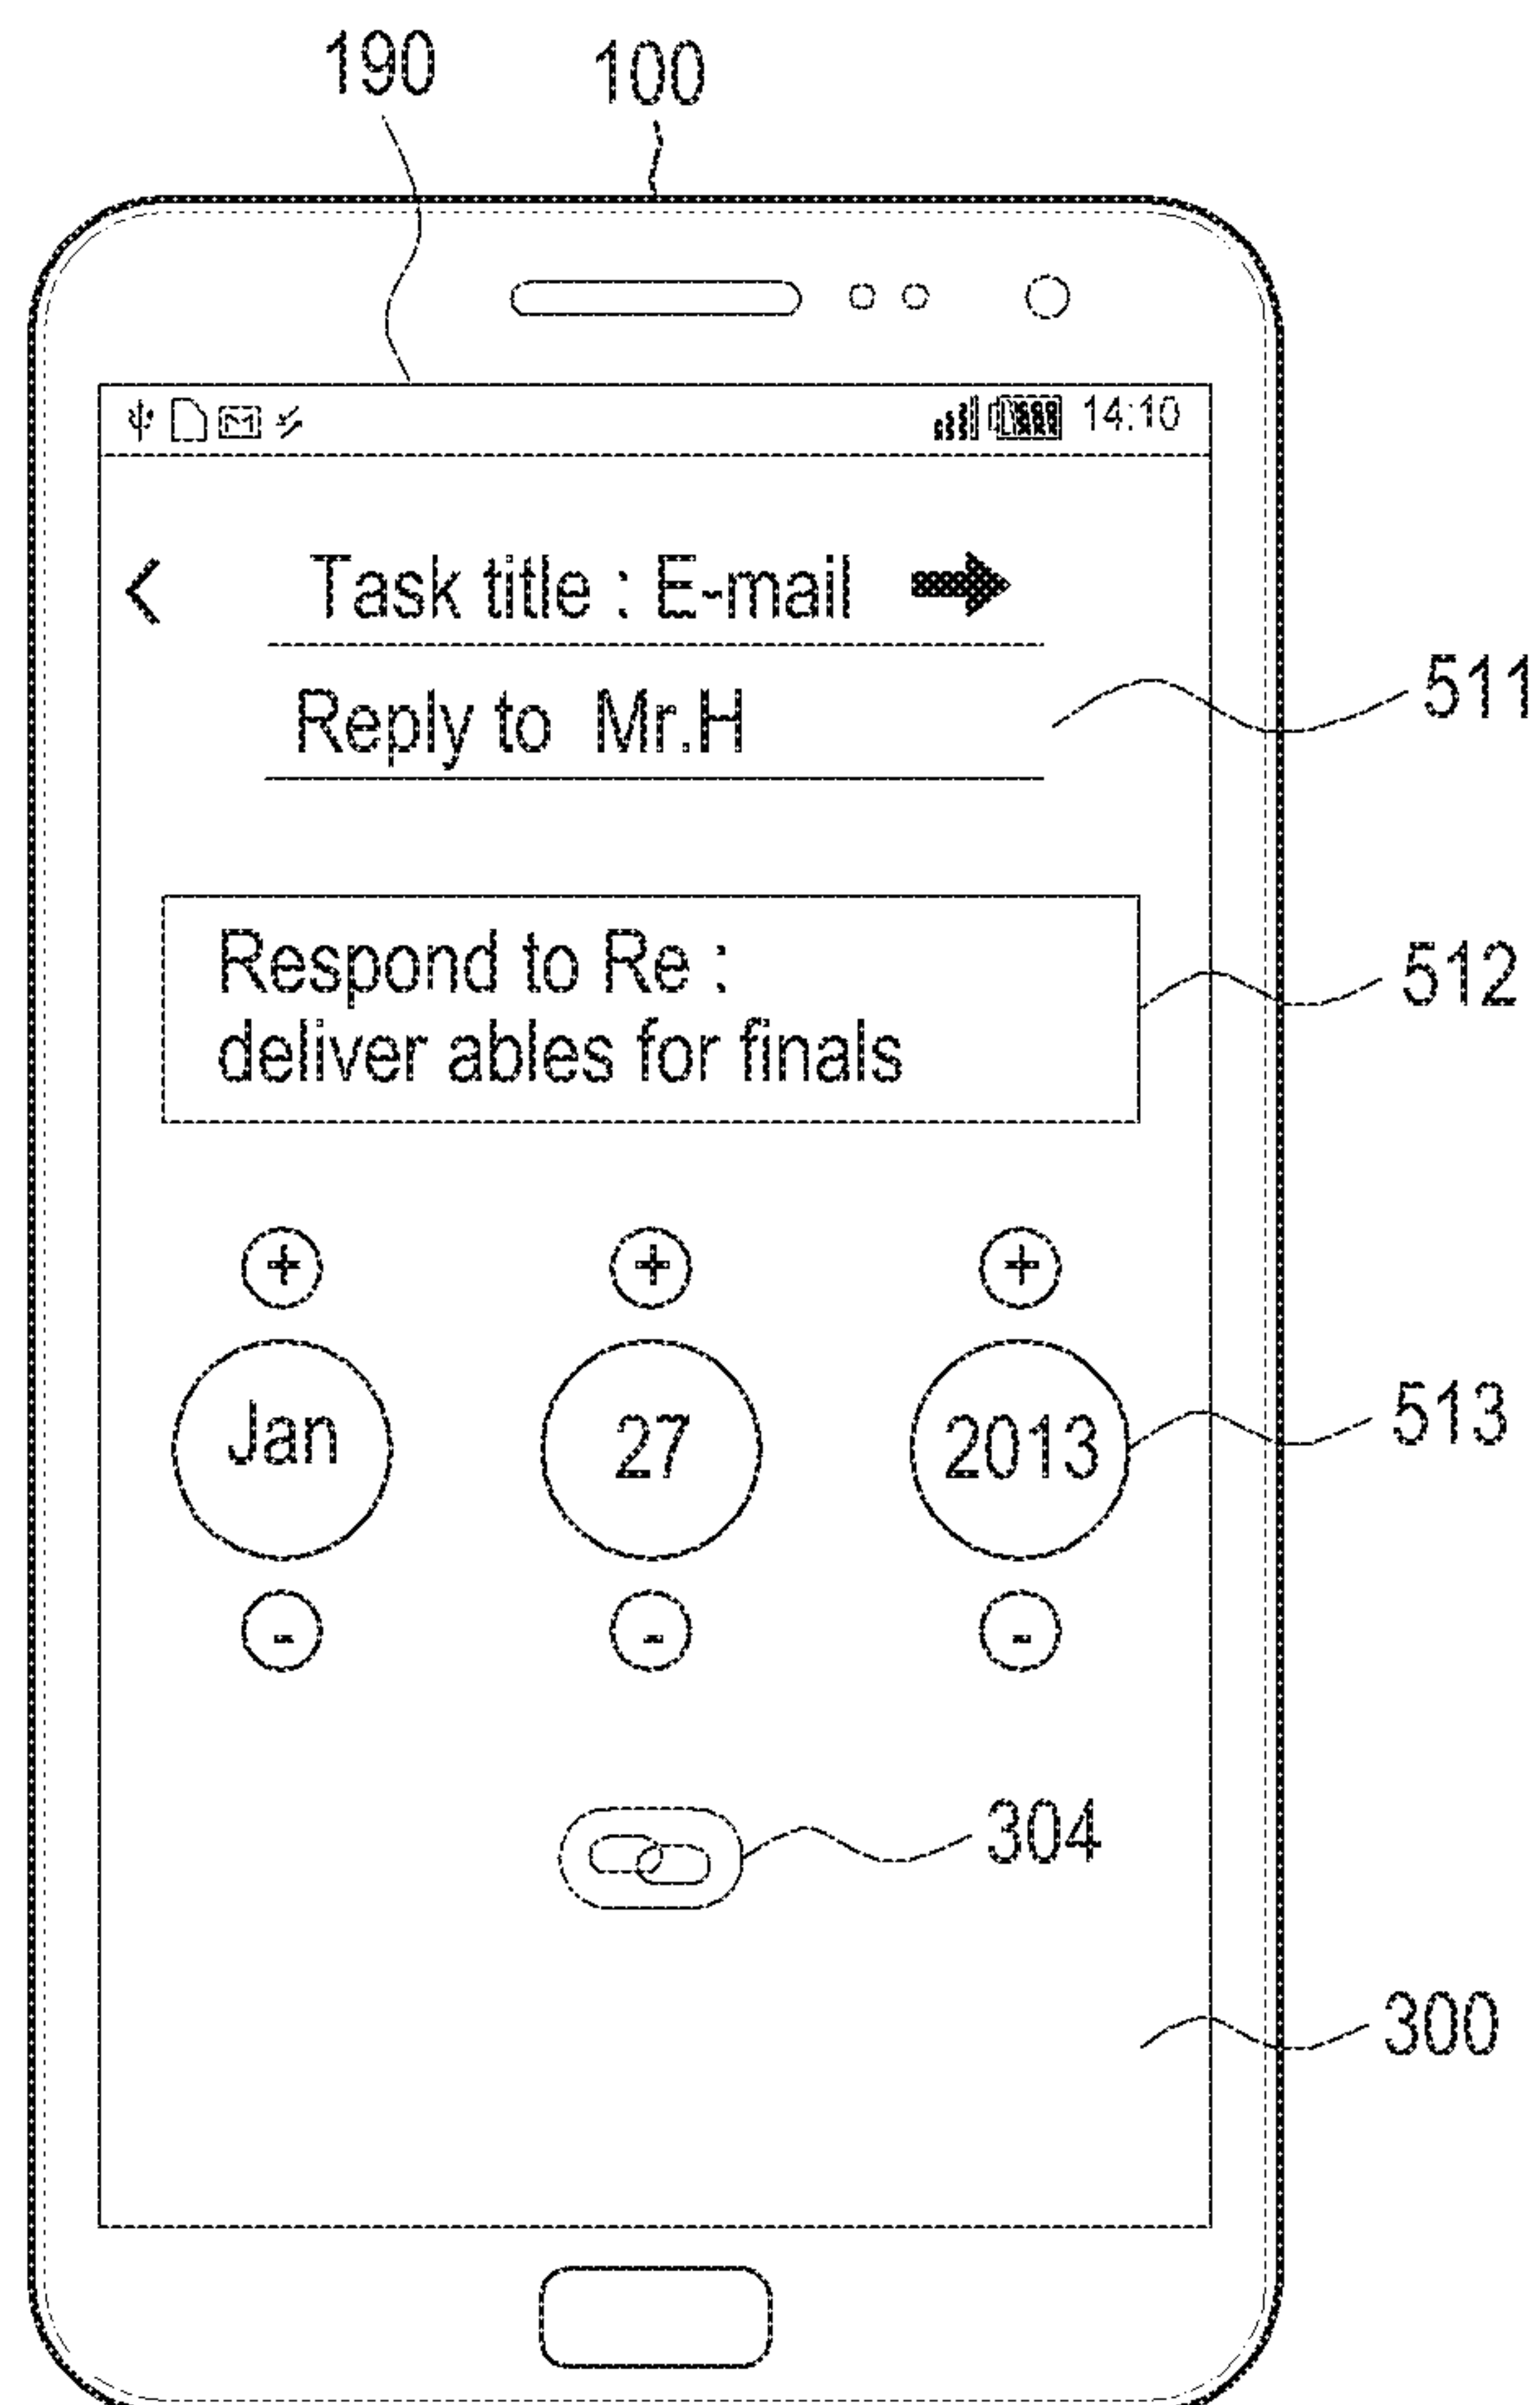 190 100
14:10
< Task title : E-mail
Reply to Mr.H
511
Respond to Re :
deliver ables for finals
512
+ + +
Jan 27 2013
513
- - -
304
300